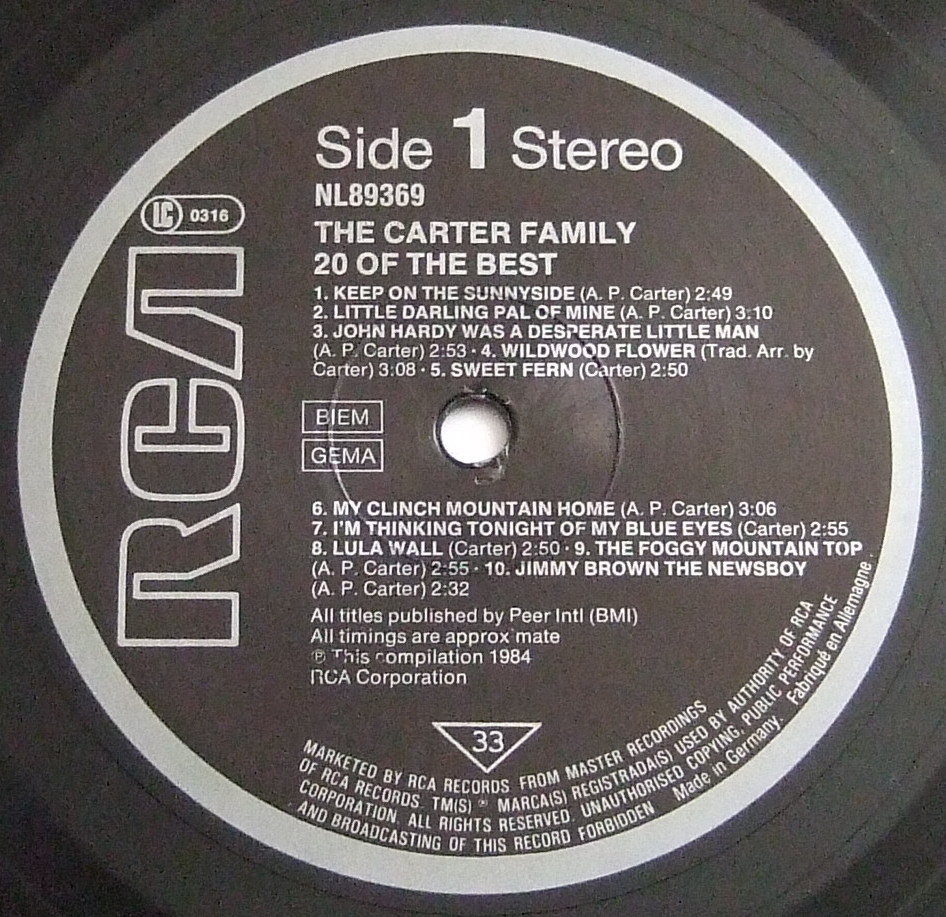 Side 1 Stereo
NL89369
LC 0316
RCA
THE CARTER FAMILY
20 OF THE BEST
1. KEEP ON THE SUNNYSIDE (A. P. Carter) 2:49
2. LITTLE DARLING PAL OF MINE (A. P. Carter) 3:10
3. JOHN HARDY WAS A DESPERATE LITTLE MAN
(A. P. Carter) 2:53 · 4. WILDWOOD FLOWER (Trad. Arr. by
Carter) 3:08 · 5. SWEET FERN (Carter) 2:50
BIEM
GEMA
6. MY CLINCH MOUNTAIN HOME (A. P. Carter) 3:06
7. I'M THINKING TONIGHT OF MY BLUE EYES (Carter) 2:55
8. LULA WALL (Carter) 2:50 · 9. THE FOGGY MOUNTAIN TOP
(A. P. Carter) 2:55 · 10. JIMMY BROWN THE NEWSBOY
(A. P. Carter) 2:32
All titles published by Peer Intl (BMI)
All timings are approximate
℗ This compilation 1984
RCA Corporation
33
MARKETED BY RCA RECORDS FROM MASTER RECORDINGS
OF RCA RECORDS. TM(S) ® MARCA(S) REGISTRADA(S) USED BY AUTHORITY OF RCA
CORPORATION. ALL RIGHTS RESERVED. UNAUTHORISED COPYING, PUBLIC PERFORMANCE
AND BROADCASTING OF THIS RECORD FORBIDDEN Made in Germany. Fabriqué en Allemagne